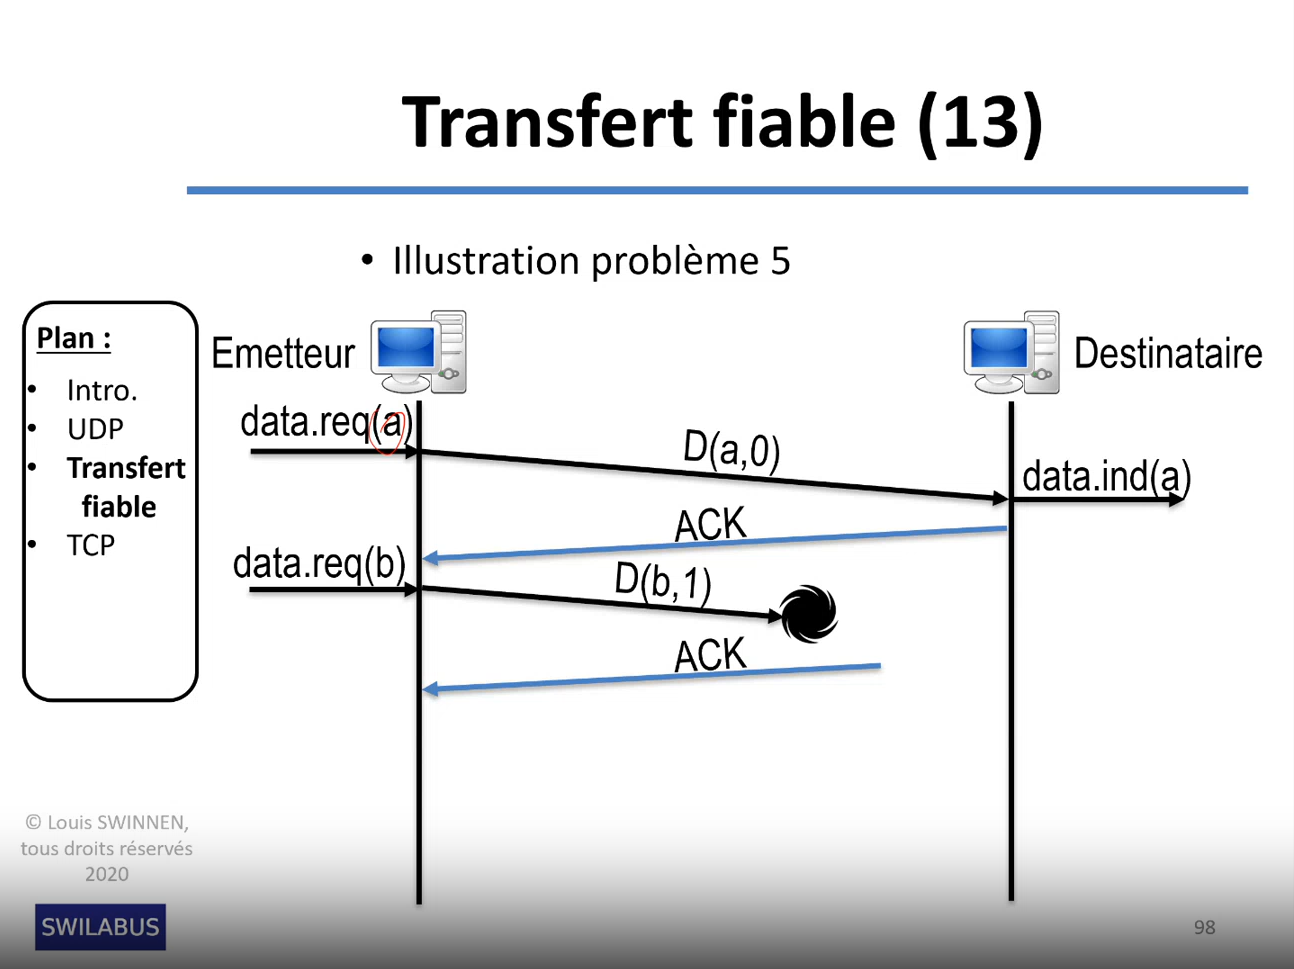 Transfert fiable (13)
• Illustration problème 5
Plan :
• Intro.
• UDP
• Transfert
fiable
• TCP
Emetteur
Destinataire
data.req(a)
D(a,0)
data.ind(a)
ACK
data.req(b)
D(b,1)
ACK
© Louis SWINNEN,
tous droits réservés
2020
SWILABUS
98